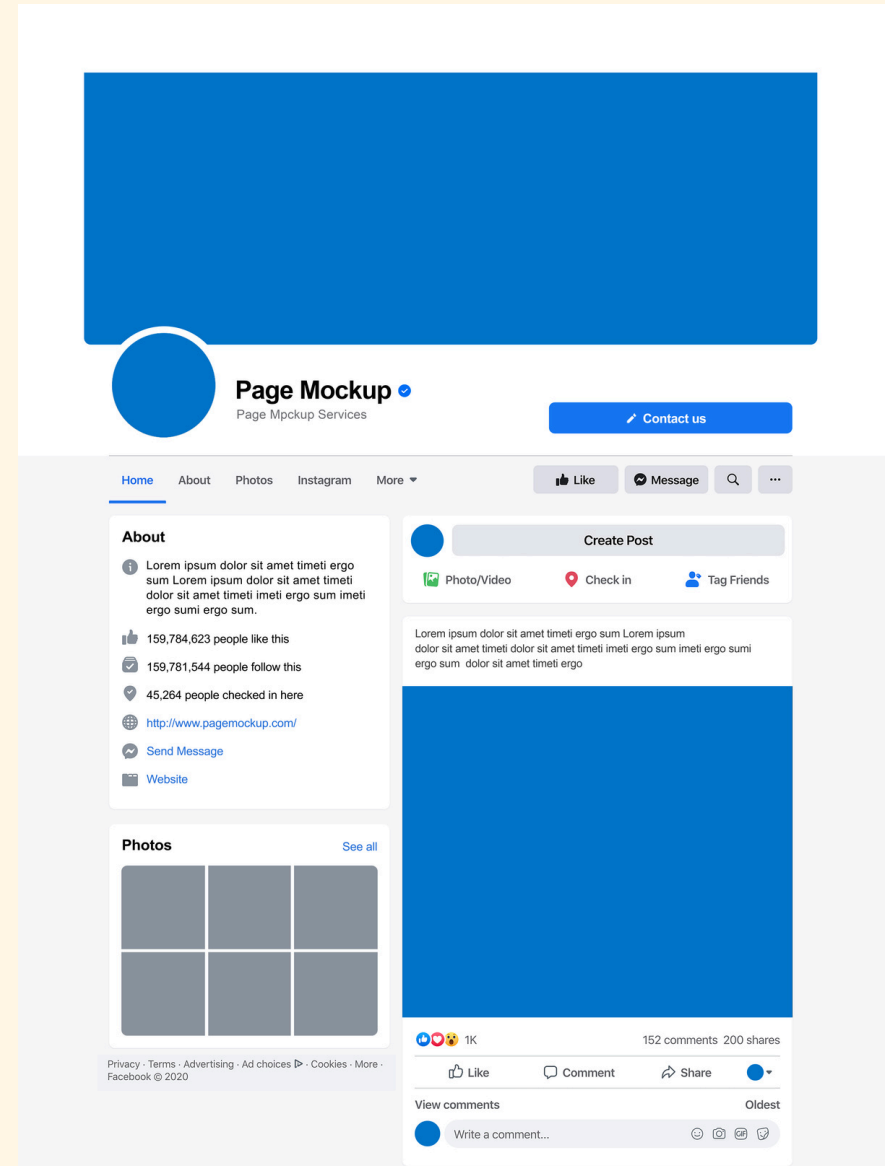 Page Mockup
Page Mpckup Services
Contact us
Home About Photos Instagram More
Like Message
About
Lorem ipsum dolor sit amet timeti ergo
sum Lorem ipsum dolor sit amet timeti
dolor sit amet timeti imeti ergo sum imeti
ergo sumi ergo sum.
159,784,623 people like this
159,781,544 people follow this
45,264 people checked in here
http://www.pagemockup.com/
Send Message
Website
Photos See all
Privacy · Terms · Advertising · Ad choices · Cookies · More ·
Facebook © 2020
Create Post
Photo/Video Check in Tag Friends
Lorem ipsum dolor sit amet timeti ergo sum Lorem ipsum
dolor sit amet timeti dolor sit amet timeti imeti ergo sum imeti ergo sumi
ergo sum dolor sit amet timeti ergo
1K 152 comments 200 shares
Like Comment Share
View comments Oldest
Write a comment... GIF